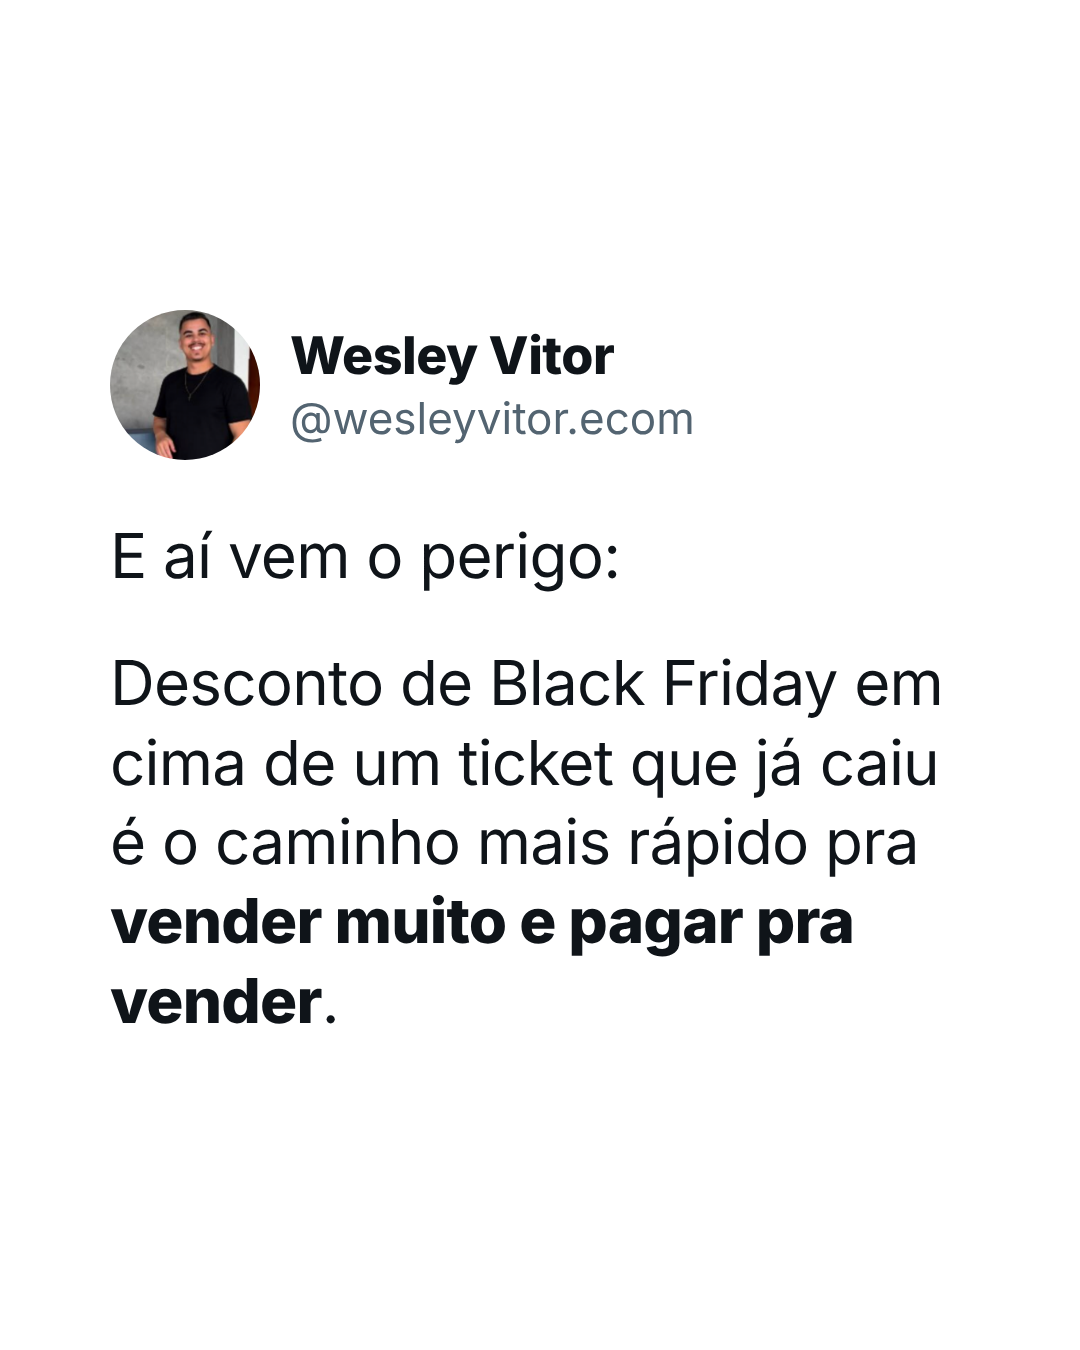 Wesley Vitor
@wesleyvitor.ecom
E aí vem o perigo:
Desconto de Black Friday em
cima de um ticket que já caiu
é o caminho mais rápido pra
vender muito e pagar pra
vender.